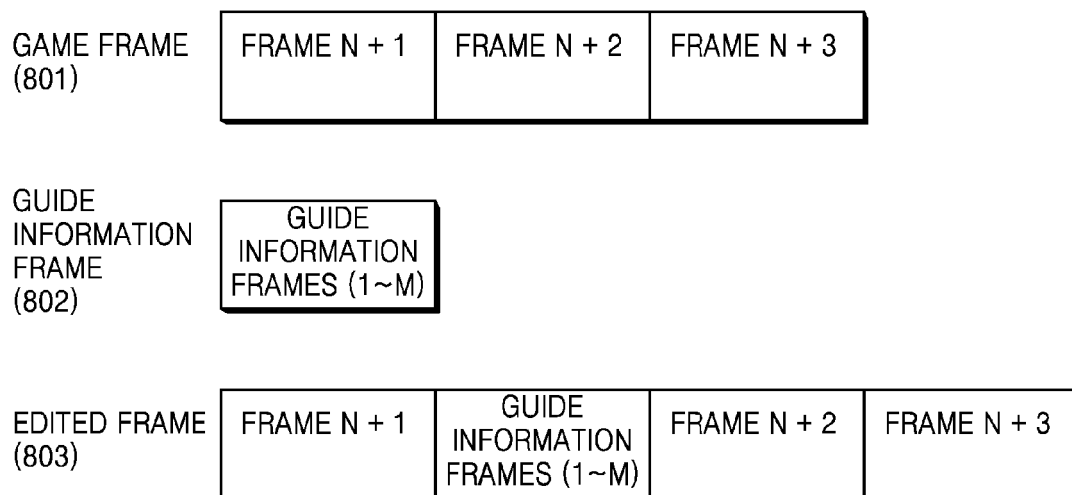 GAME FRAME
(801)
FRAME N + 1
FRAME N + 2
FRAME N + 3
GUIDE
INFORMATION
FRAME
(802)
GUIDE
INFORMATION
FRAMES (1~M)
EDITED FRAME
(803)
FRAME N + 1
GUIDE
INFORMATION
FRAMES (1~M)
FRAME N + 2
FRAME N + 3